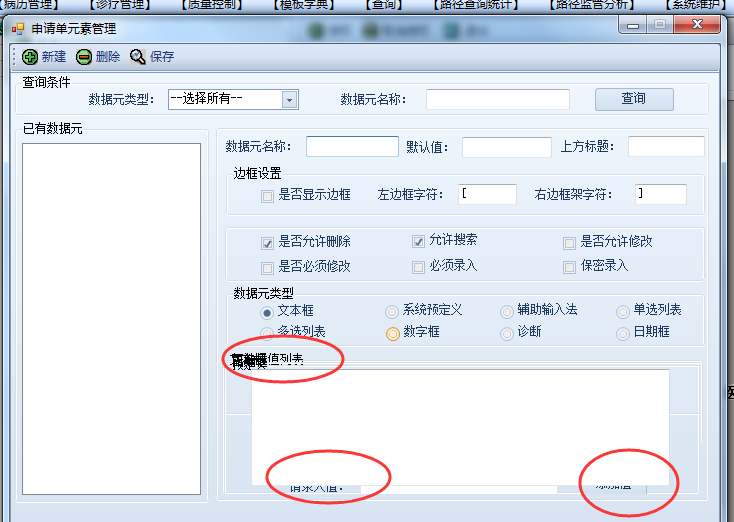 【病历管理】 【诊疗管理】 【质量控制】 【模板字典】 【查询】 【路径查询统计】 【路径监管分析】 【系统维护】
申请单元素管理
新建 删除 保存
查询条件
数据元类型： --选择所有-- 数据元名称： 查询
已有数据元
数据元名称： 默认值： 上方标题：
边框设置
是否显示边框 左边框字符： [ 右边框架字符： ]
是否允许删除 允许搜索 是否允许修改
是否必须修改 必须录入 保密录入
数据元类型
文本框 系统预定义 辅助输入法 单选列表
多选列表 数字框 诊断 日期框
值列表
请录入值： 添加值